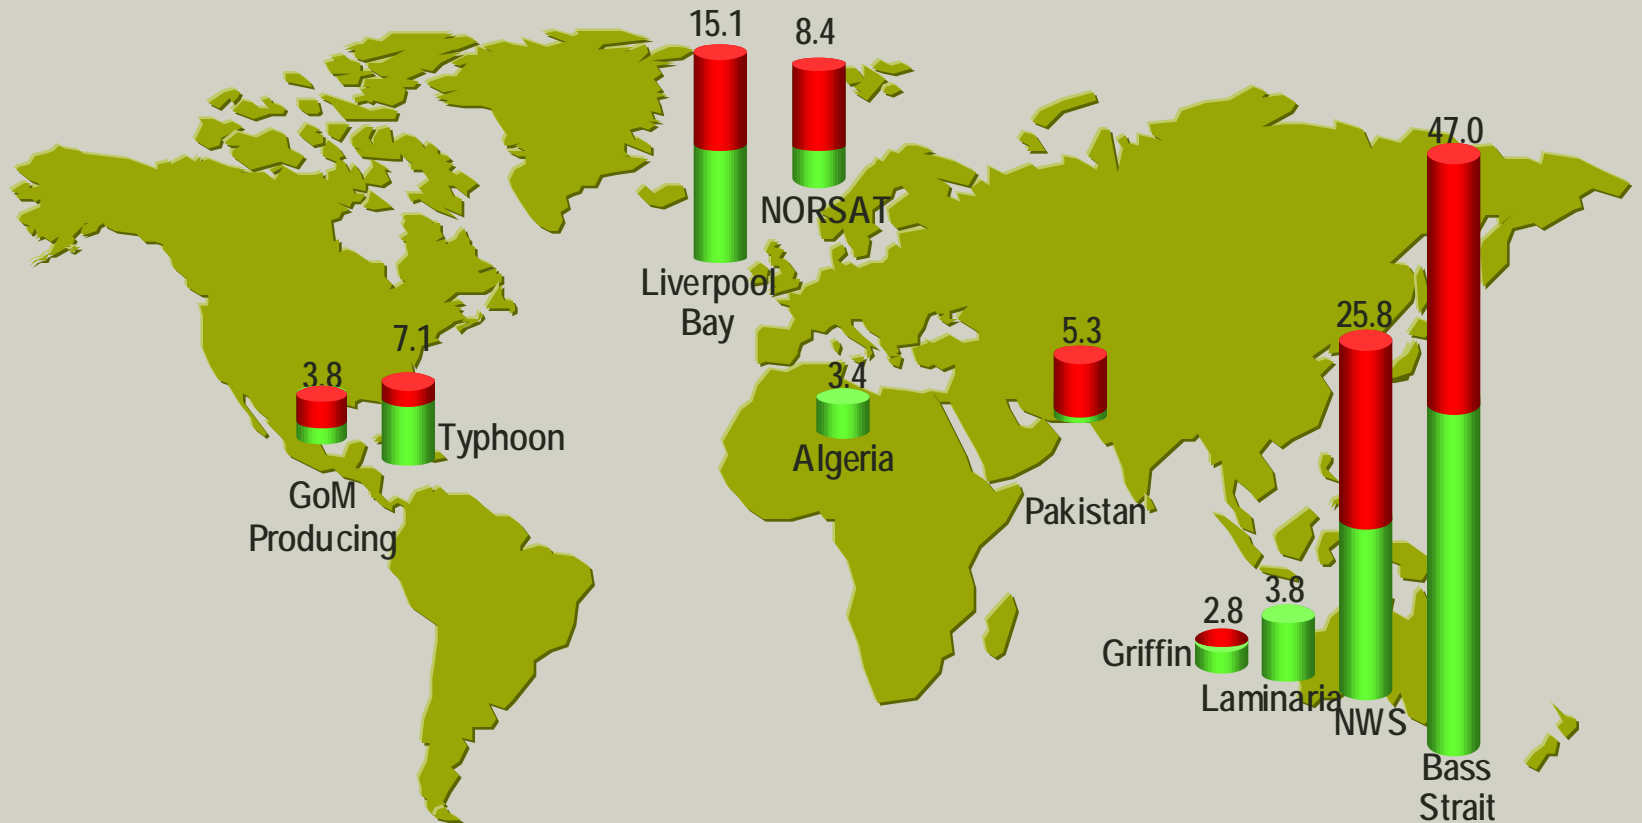 15.1
8.4
47.0
NORSAT
Liverpool
Bay
25.8
7.1
5.3
3.8
3.4
Typhoon
Algeria
GoM
Producing
Pakistan
3.8
2.8
Griffin
Laminaria
NWS
Bass
Strait